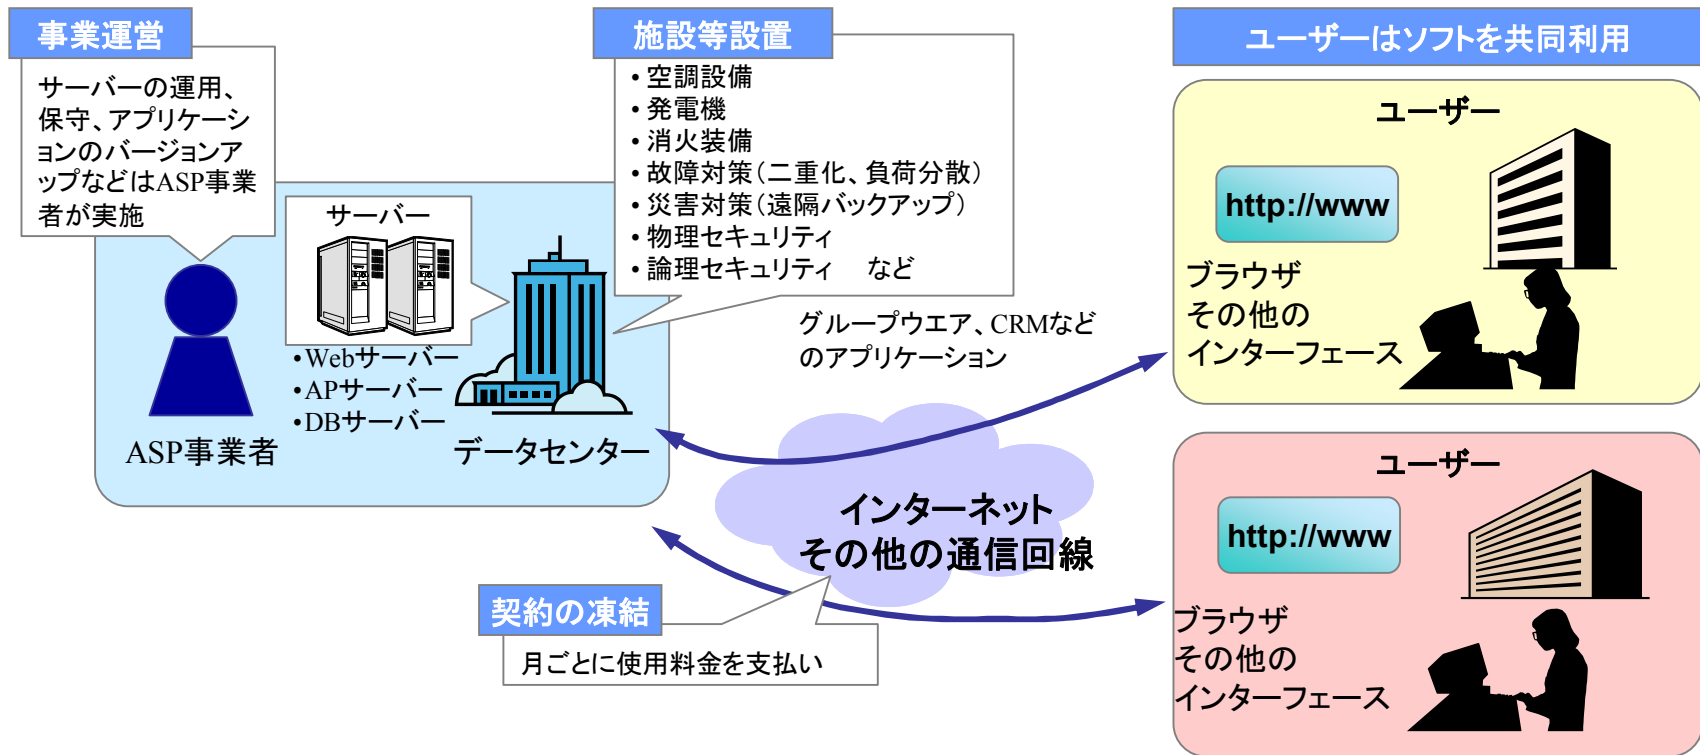 事業運営
サーバーの運用、
保守、アプリケーシ
ョンのバージョンア
ップなどはASP事業
者が実施
ASP事業者
サーバー
•Webサーバー
•APサーバー
•DBサーバー
データセンター
施設等設置
• 空調設備
• 発電機
• 消火装備
• 故障対策（二重化、負荷分散）
• 災害対策（遠隔バックアップ）
• 物理セキュリティ
• 論理セキュリティ　など
グループウエア、CRMなど
のアプリケーション
インターネット
その他の通信回線
契約の凍結
月ごとに使用料金を支払い
ユーザーはソフトを共同利用
ユーザー
http://www
ブラウザ
その他の
インターフェース
ユーザー
http://www
ブラウザ
その他の
インターフェース